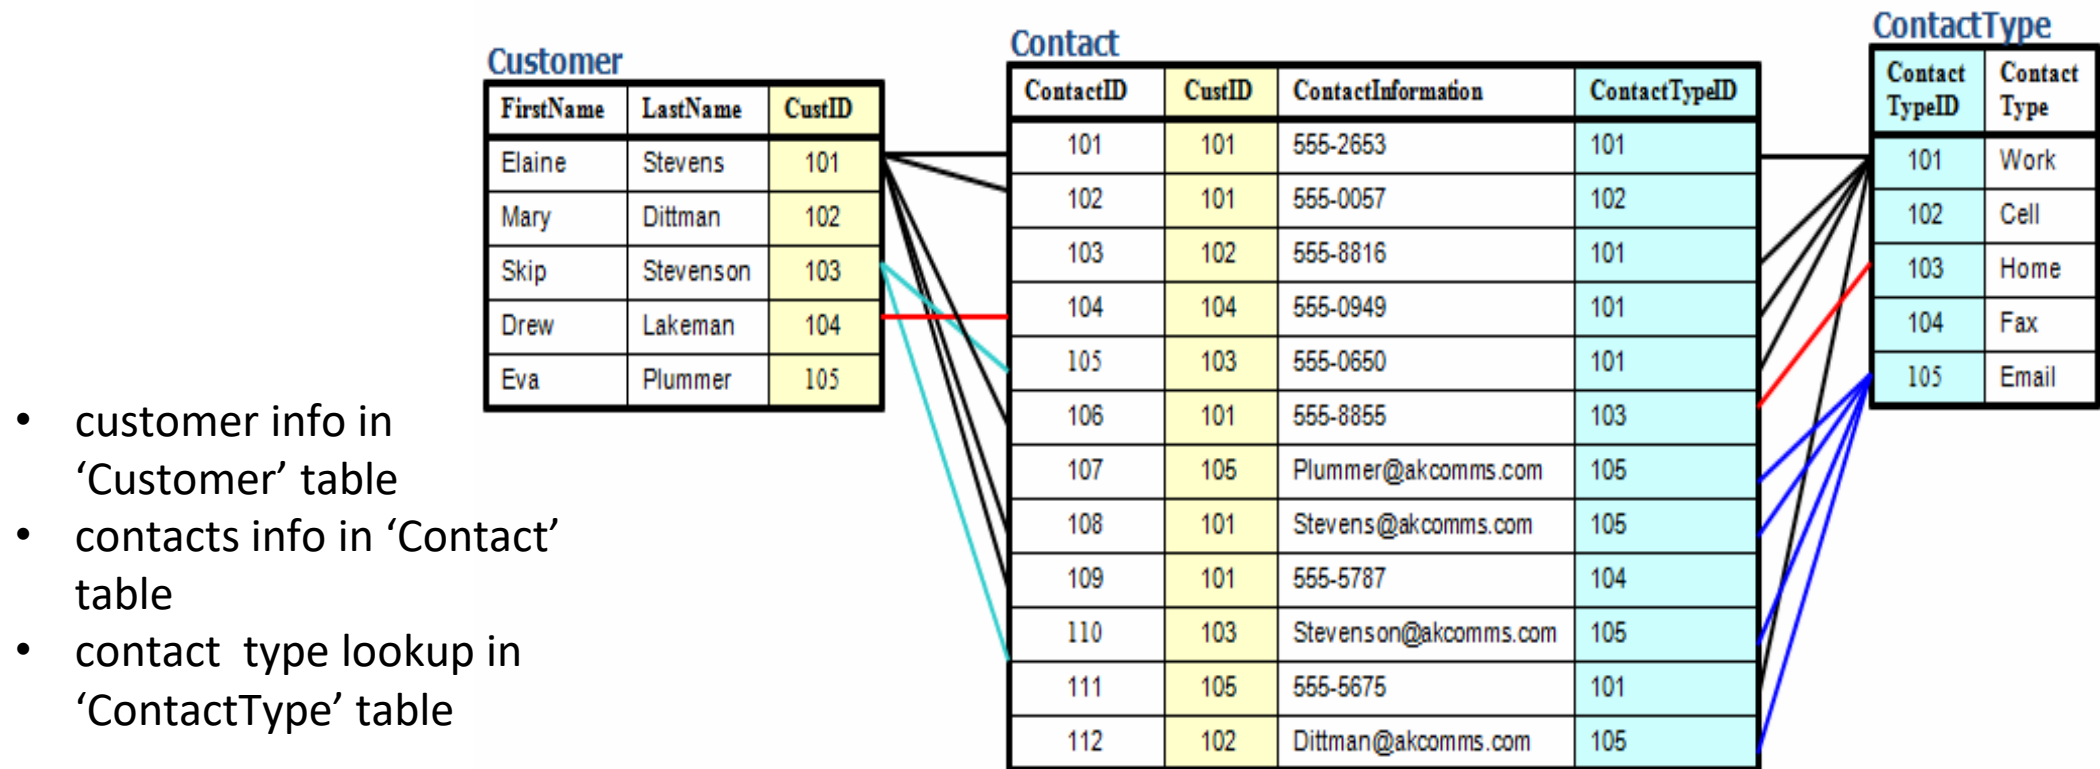 Customer
FirstName LastName CustID
Elaine Stevens 101
Mary Dittman 102
Skip Stevenson 103
Drew Lakeman 104
Eva Plummer 105
Contact
ContactID CustID ContactInformation ContactTypeID
101 101 555-2653 101
102 101 555-0057 102
103 102 555-8816 101
104 104 555-0949 101
105 103 555-0650 101
106 101 555-8855 103
107 105 Plummer@akcomms.com 105
108 101 Stevens@akcomms.com 105
109 101 555-5787 104
110 103 Stevenson@akcomms.com 105
111 105 555-5675 101
112 102 Dittman@akcomms.com 105
ContactType
Contact Contact
TypeID Type
101 Work
102 Cell
103 Home
104 Fax
105 Email
• customer info in
‘Customer’ table
• contacts info in ‘Contact’
table
• contact type lookup in
‘ContactType’ table